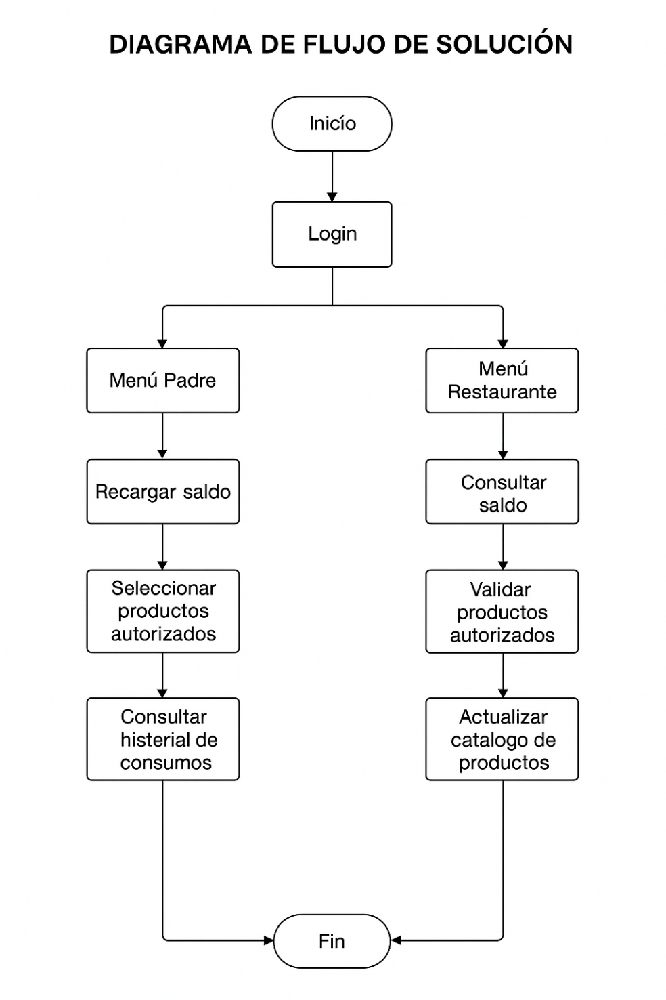 DIAGRAMA DE FLUJO DE SOLUCIÓN
Inicío
Login
Menú Padre
Recargar saldo
Seleccionar
productos
autorizados
Consultar
histerial de
consumos
Menú
Restaurante
Consultar
saldo
Validar
productos
autorizados
Actualizar
catalogo de
productos
Fin